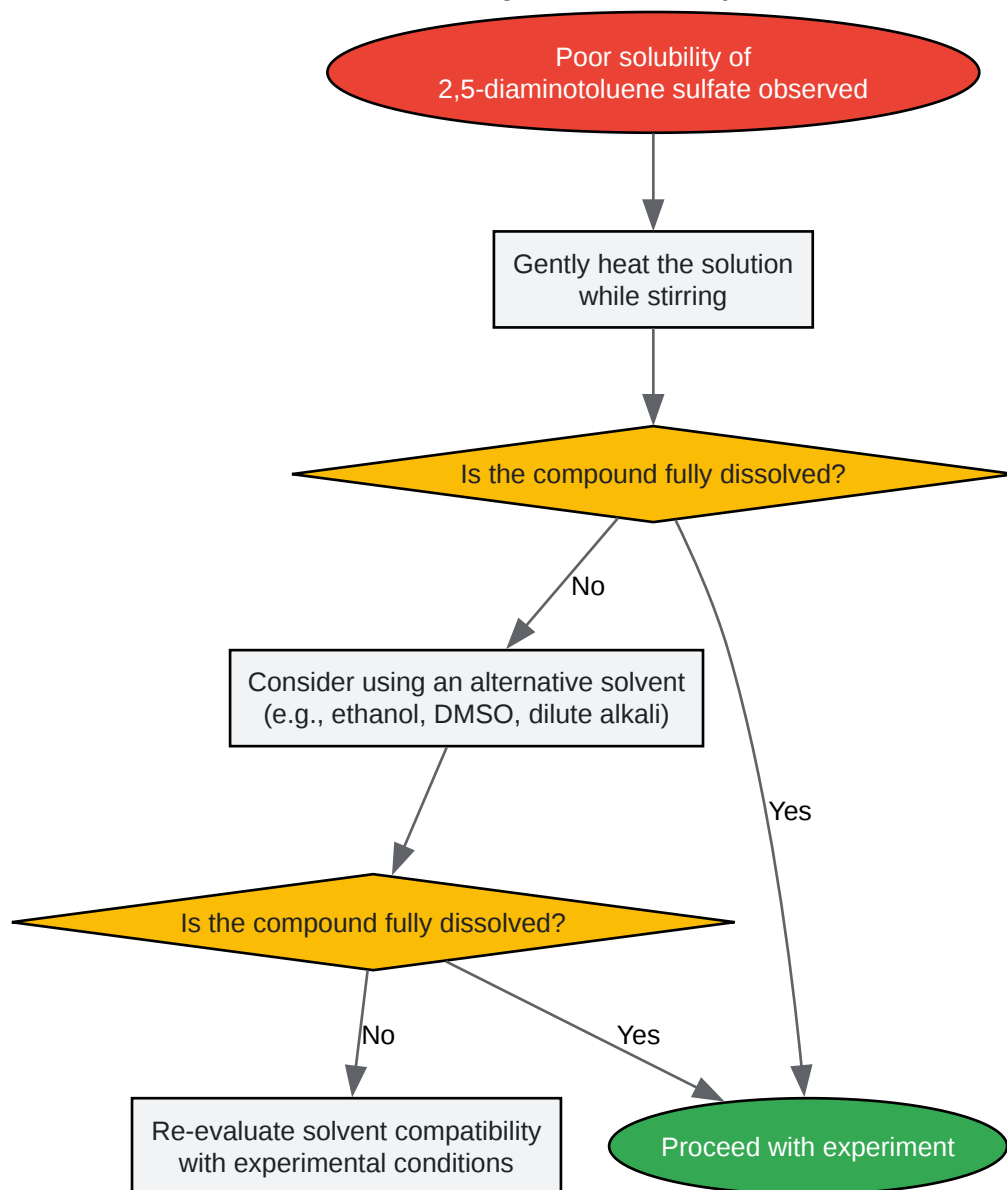 Poor solubility of
2,5-diaminotoluene sulfate observed
Gently heat the solution
while stirring
Is the compound fully dissolved?
No
Consider using an alternative solvent
(e.g., ethanol, DMSO, dilute alkali)
Yes
Is the compound fully dissolved?
No
Yes
Re-evaluate solvent compatibility
with experimental conditions
Proceed with experiment